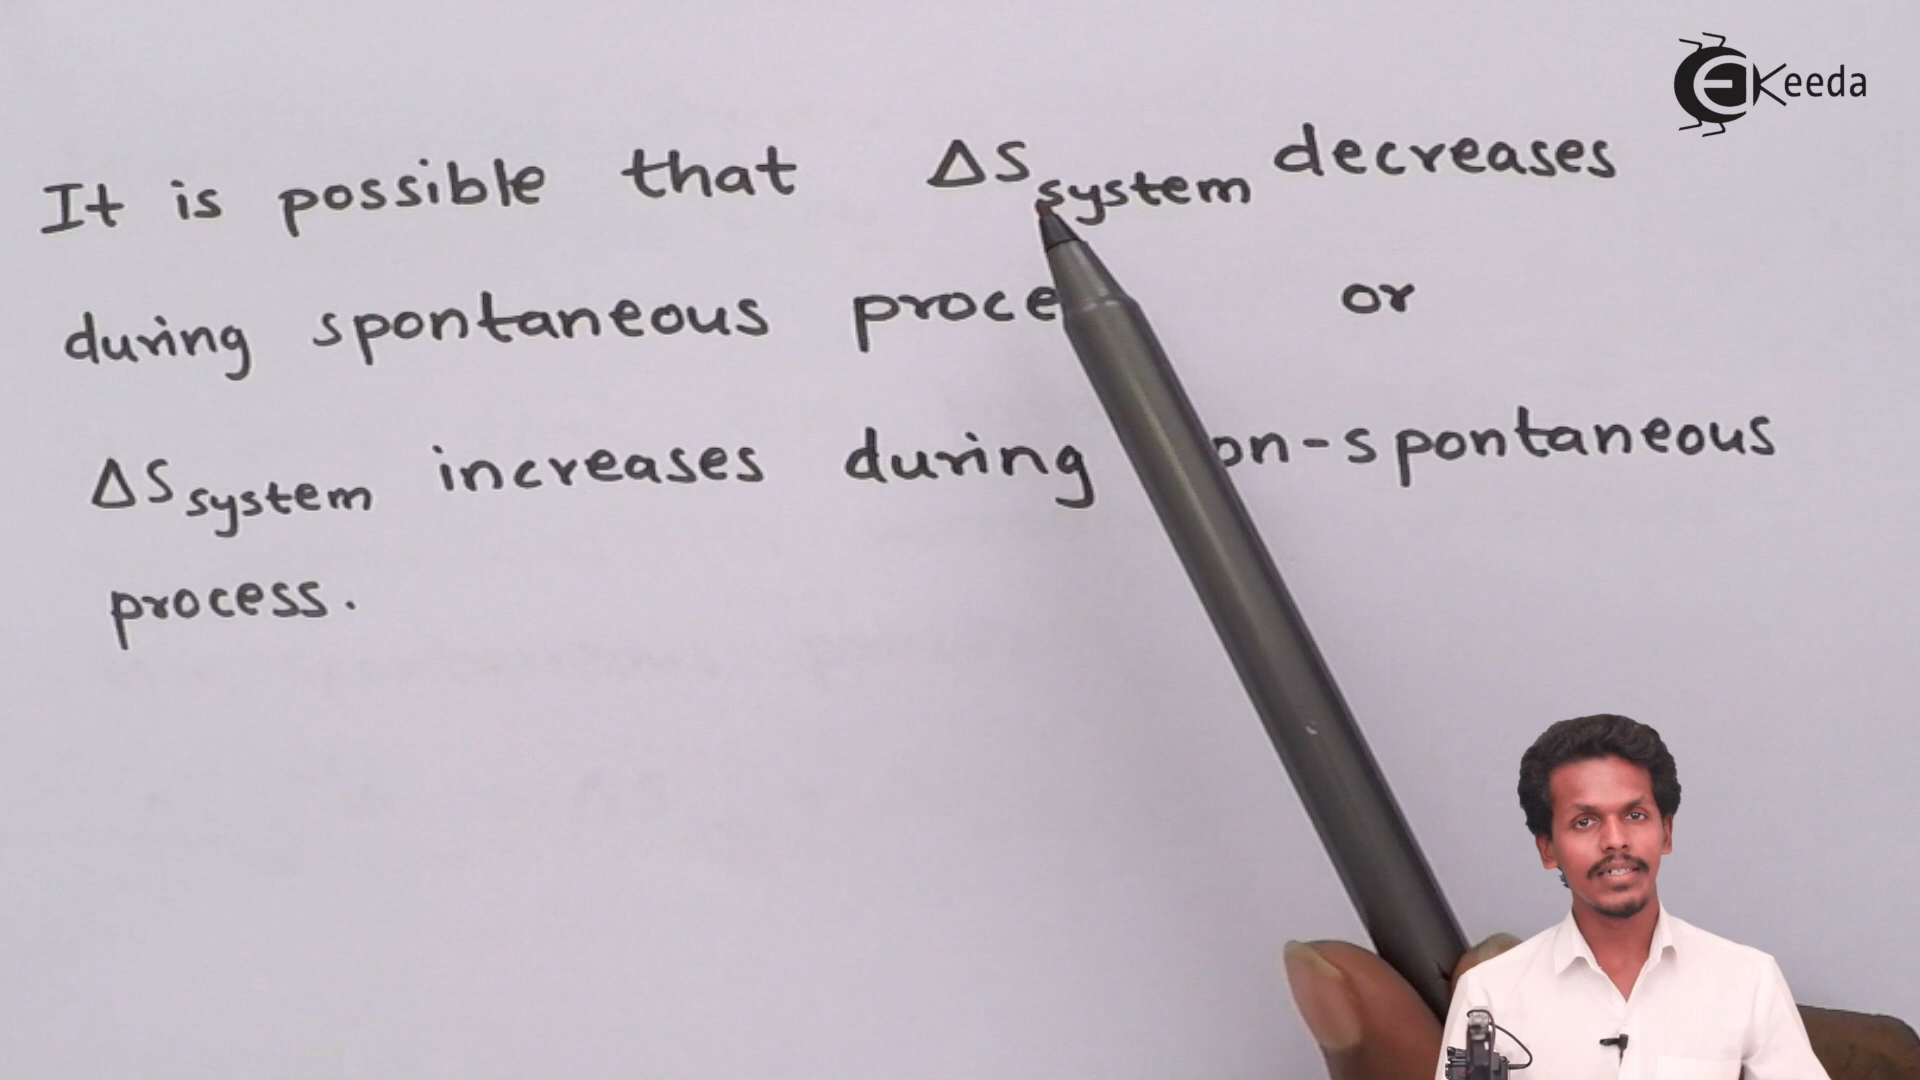 Keeda
It is possible that ΔS system decreases
during spontaneous proce or
ΔS system increases during on-spontaneous
process.